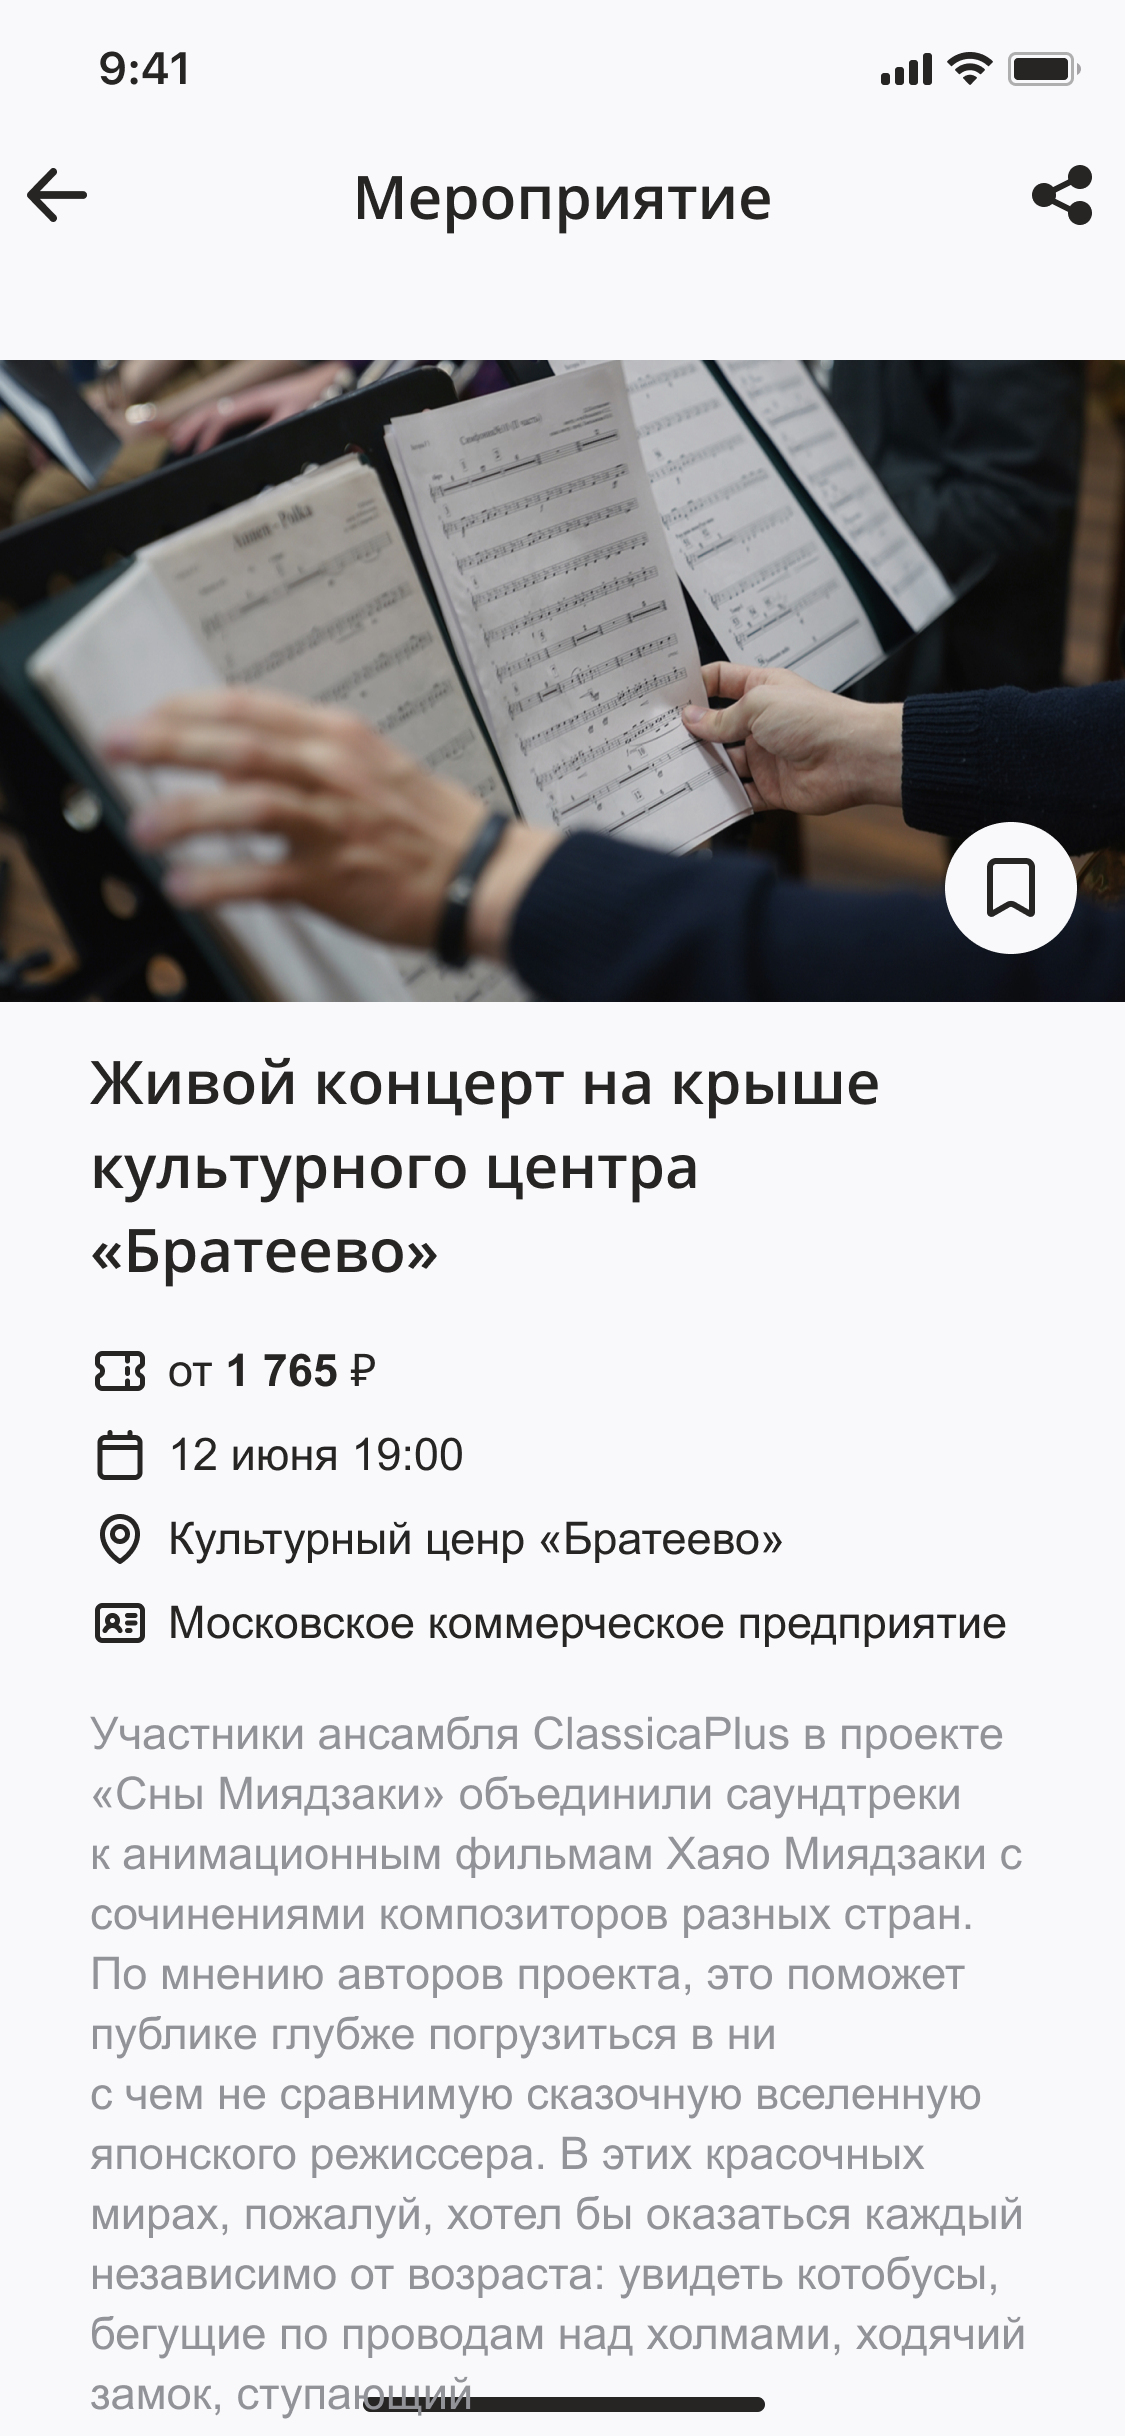 9:41
Мероприятие
Annen - Polka
Живой концерт на крыше
культурного центра
«Братеево»
от 1 765 ₽
12 июня 19:00
Культурный ценр «Братеево»
Московское коммерческое предприятие
Участники ансамбля ClassicaPlus в проекте
«Сны Миядзаки» объединили саундтреки
к анимационным фильмам Хаяо Миядзаки с
сочинениями композиторов разных стран.
По мнению авторов проекта, это поможет
публике глубже погрузиться в ни
с чем не сравнимую сказочную вселенную
японского режиссера. В этих красочных
мирах, пожалуй, хотел бы оказаться каждый
независимо от возраста: увидеть котобусы,
бегущие по проводам над холмами, ходячий
замок, ступающий